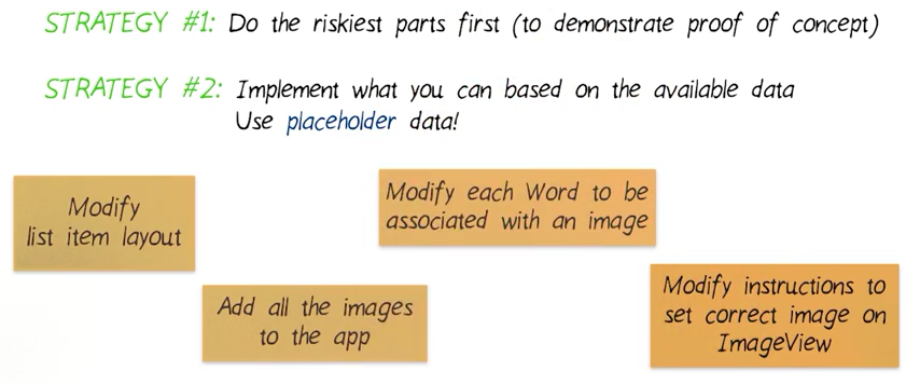 STRATEGY #1: Do the riskiest parts first (to demonstrate proof of concept)
STRATEGY #2: Implement what you can based on the available data
Use placeholder data!
Modify
list item layout
Modify each Word to be
associated with an image
Add all the images
to the app
Modify instructions to
set correct image on
ImageView